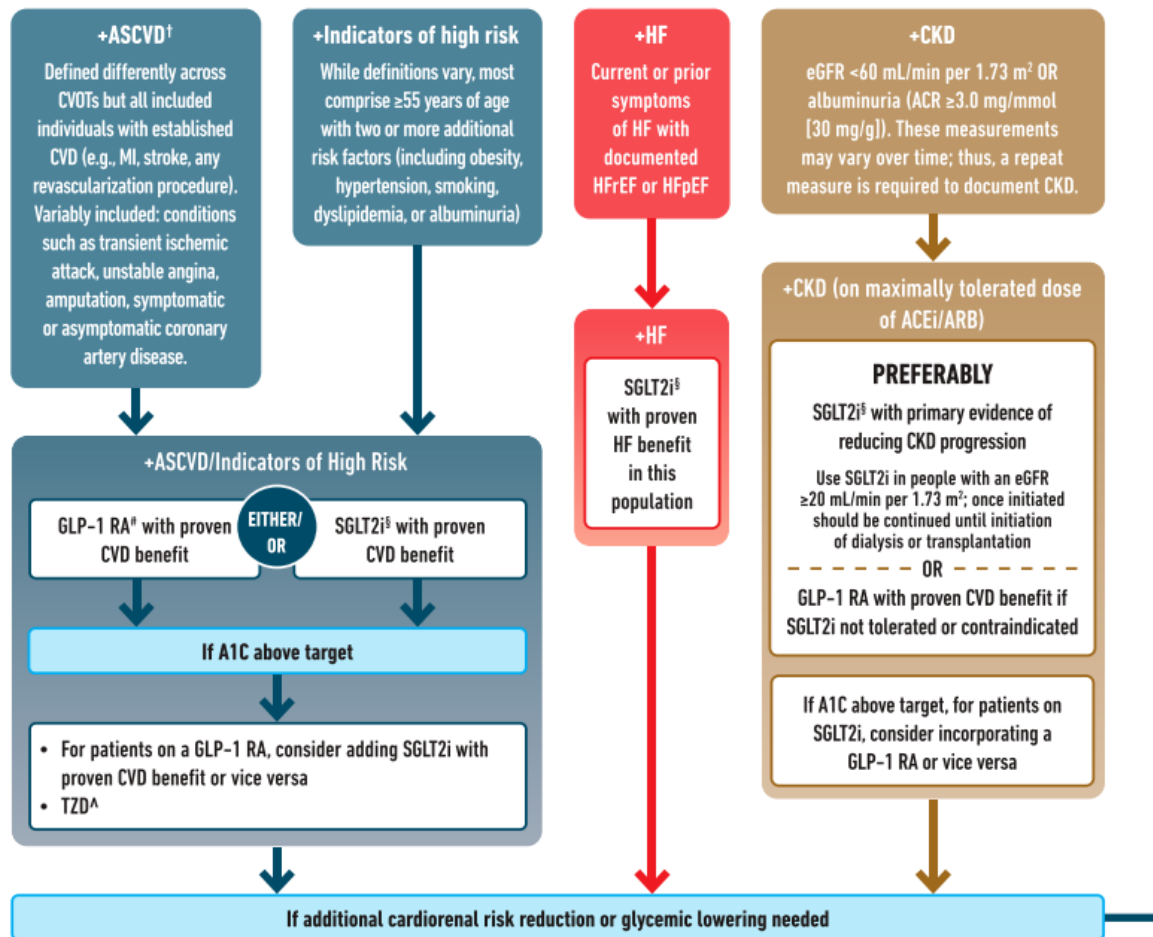 +ASCVD†
Defined differently across
CVOTs but all included
individuals with established
CVD (e.g., MI, stroke, any
revascularization procedure).
Variably included: conditions
such as transient ischemic
attack, unstable angina,
amputation, symptomatic
or asymptomatic coronary
artery disease.
+Indicators of high risk
While definitions vary, most
comprise ≥55 years of age
with two or more additional
risk factors (including obesity,
hypertension, smoking,
dyslipidemia, or albuminuria)
+HF
Current or prior
symptoms
of HF with
documented
HFrEF or HFpEF
+CKD
eGFR <60 mL/min per 1.73 m² OR
albuminuria (ACR ≥3.0 mg/mmol
[30 mg/g]). These measurements
may vary over time; thus, a repeat
measure is required to document CKD.
+ASCVD/Indicators of High Risk
GLP-1 RA# with proven
CVD benefit
EITHER/
OR
SGLT2i§ with proven
CVD benefit
If A1C above target
• For patients on a GLP-1 RA, consider adding SGLT2i with
proven CVD benefit or vice versa
• TZD^
+HF
SGLT2i§
with proven
HF benefit
in this
population
+CKD (on maximally tolerated dose
of ACEi/ARB)
PREFERABLY
SGLT2i§ with primary evidence of
reducing CKD progression
Use SGLT2i in people with an eGFR
≥20 mL/min per 1.73 m²; once initiated
should be continued until initiation
of dialysis or transplantation
OR
GLP-1 RA with proven CVD benefit if
SGLT2i not tolerated or contraindicated
If A1C above target, for patients on
SGLT2i, consider incorporating a
GLP-1 RA or vice versa
If additional cardiorenal risk reduction or glycemic lowering needed